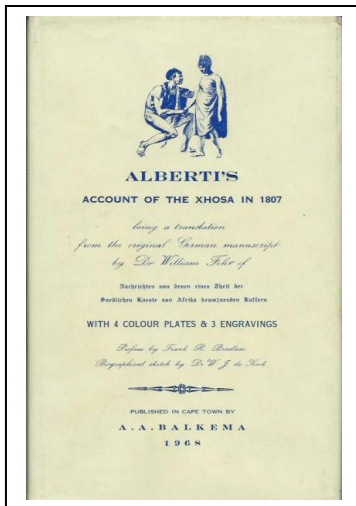 ALBERTI'S
ACCOUNT OF THE XHOSA IN 1807
being a translation
from the original German manuscript
by Dr William Fehr of
Nachrichten von denen einen Theil der
Suedlichen Kueste von Afrika bewohnenden Kaffern
WITH 4 COLOUR PLATES & 3 ENGRAVINGS
Preface by Frank R. Bradlow
Biographical sketch by Dr W. J. de Kock
PUBLISHED IN CAPE TOWN BY
A. A. BALKEMA
1968